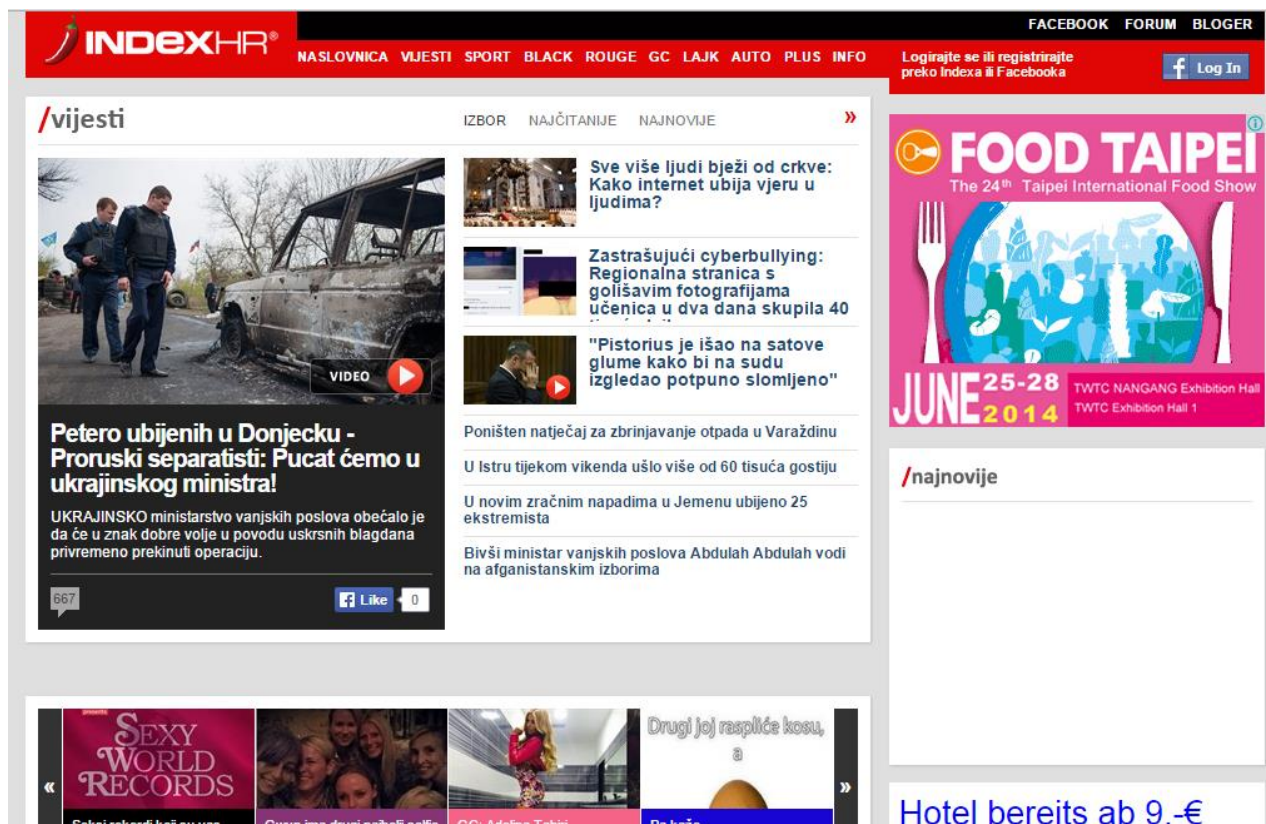 INDEXHR®
FACEBOOK FORUM BLOGER
NASLOVNICA VIJESTI SPORT BLACK ROUGE GC LAJK AUTO PLUS INFO
Logirajte se ili registrirajte
preko Indexa ili Facebooka
f Log In
/vijesti
IZBOR NAJČITANIJE NAJNOVIJE »
VIDEO
Petero ubijenih u Donjecku -
Proruski separatisti: Pucat ćemo u
ukrajinskog ministra!
UKRAJINSKO ministarstvo vanjskih poslova obećalo je
da će u znak dobre volje u povodu uskrsnih blagdana
privremeno prekinuti operaciju.
667
f Like 0
Sve više ljudi bježi od crkve:
Kako internet ubija vjeru u
ljudima?
Zastrašujući cyberbullying:
Regionalna stranica s
golišavim fotografijama
učenica u dva dana skupila 40
"Pistorius je išao na satove
glume kako bi na sudu
izgledao potpuno slomljeno"
Poništen natječaj za zbrinjavanje otpada u Varaždinu
U Istru tijekom vikenda ušlo više od 60 tisuća gostiju
U novim zračnim napadima u Jemenu ubijeno 25
ekstremista
Bivši ministar vanjskih poslova Abdulah Abdulah vodi
na afganistanskim izborima
FOOD TAIPEI
The 24th Taipei International Food Show
JUNE 25-28
2014
TWTC NANGANG Exhibition Hall
TWTC Exhibition Hall 1
/najnovije
«
presents
SEXY
WORLD
RECORDS
Drugi joj raspliće kosu,
a
»
Hotel bereits ab 9,-€